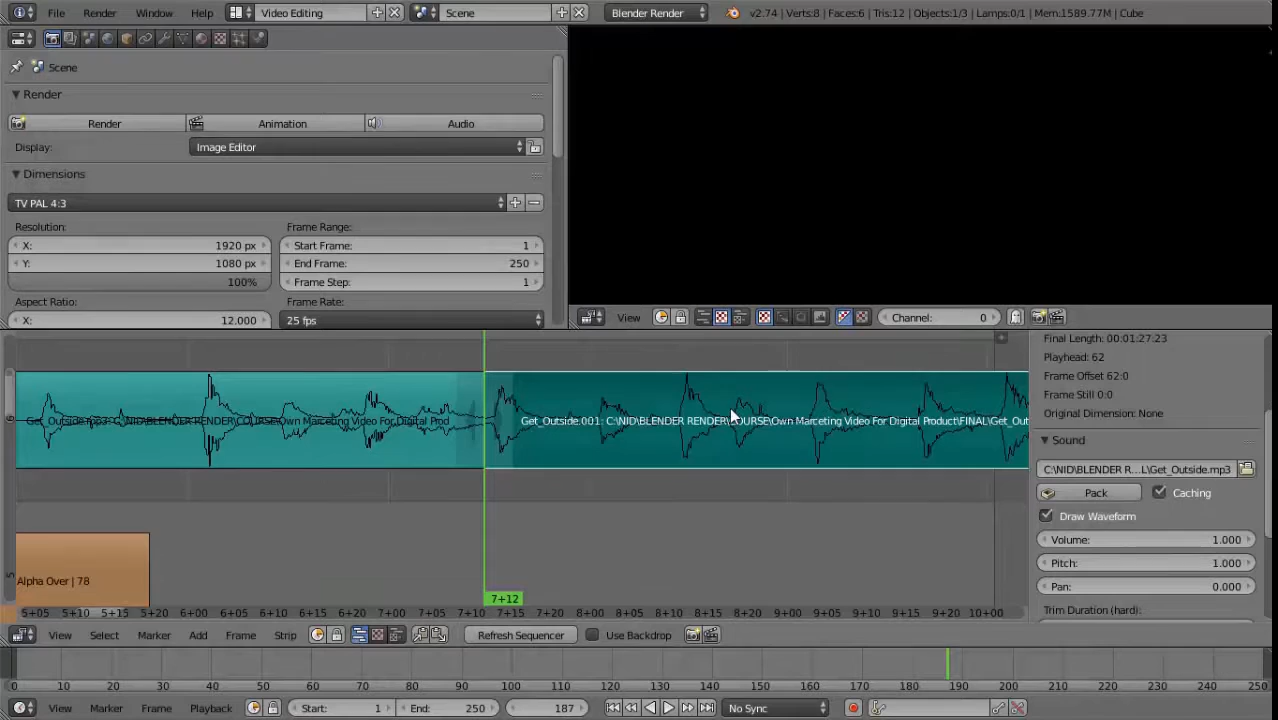 File Render Window Help Video Editing Scene Blender Render v2.74 | Verts:8 | Faces:6 | Tris:12 | Objects:1/3 | Lamps:0/1 | Mem:1589.77M | Cube
Scene
Render
Render Animation Audio
Display: Image Editor
Dimensions
TV PAL 4:3
Resolution: Frame Range:
X: 1920 px Start Frame: 1
Y: 1080 px End Frame: 250
100% Frame Step: 1
Aspect Ratio: Frame Rate:
X: 12.000 25 fps
View Channel: 0
Final Length: 00:01:27:23
Playhead: 62
Frame Offset 62:0
Frame Still 0:0
Original Dimension: None
Sound
C:\NID\BLENDER R...L\Get_Outside.mp3
Pack Caching
Draw Waveform
Volume: 1.000
Pitch: 1.000
Pan: 0.000
Trim Duration (hard):
6
Get_Outside.001: C:\NID\BLENDER RENDER\COURSE\Own Marceting Video For Digital Product\FINAL\Get_Out
5
Alpha Over | 78
7+12
5+05 5+10 5+15 5+20 6+00 6+05 6+10 6+15 6+20 7+00 7+05 7+10 7+15 7+20 8+00 8+05 8+10 8+15 8+20 9+00 9+05 9+10 9+15 9+20 10+00
View Select Marker Add Frame Strip Refresh Sequencer Use Backdrop
0 10 20 30 40 50 60 70 80 90 100 110 120 130 140 150 160 170 180 190 200 210 220 230 240 250
View Marker Frame Playback Start: 1 End: 250 187 No Sync